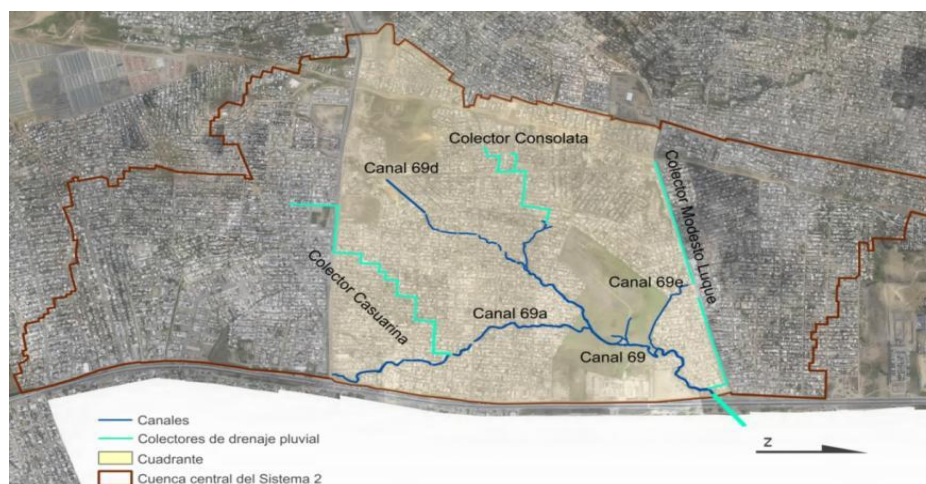 Colector Consolata
Canal 69d
Colector Modesto Luque
Colector Casuarina
Canal 69e
Canal 69a
Canal 69
Canales
Colectores de drenaje pluvial
Cuadrante
Cuenca central del Sistema 2
Z